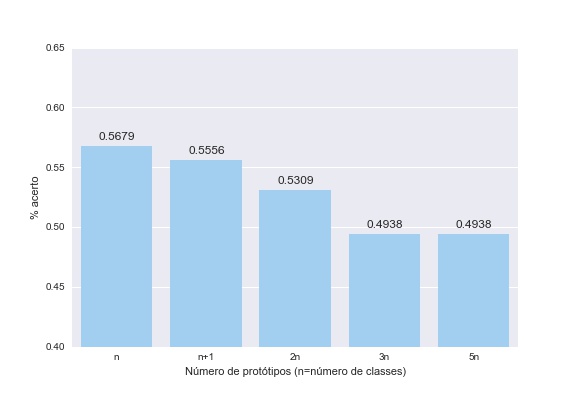 0.65
0.60
0.55
0.50
0.45
0.40
% acerto
0.5679
0.5556
0.5309
0.4938
0.4938
n
n+1
2n
3n
5n
Número de protótipos (n=número de classes)